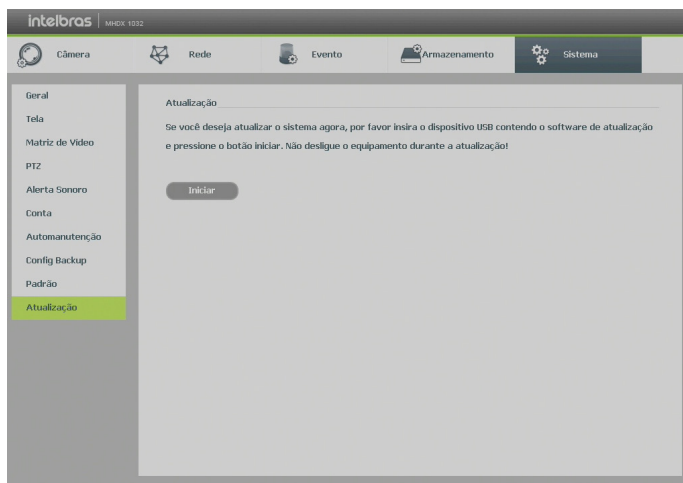 intelbras MHDX 1032
Câmera Rede Evento Armazenamento Sistema
Geral
Tela
Matriz de Vídeo
PTZ
Alerta Sonoro
Conta
Automanutenção
Config Backup
Padrão
Atualização
Atualização
Se você deseja atualizar o sistema agora, por favor insira o dispositivo USB contendo o software de atualização
e pressione o botão iniciar. Não desligue o equipamento durante a atualização!
Iniciar